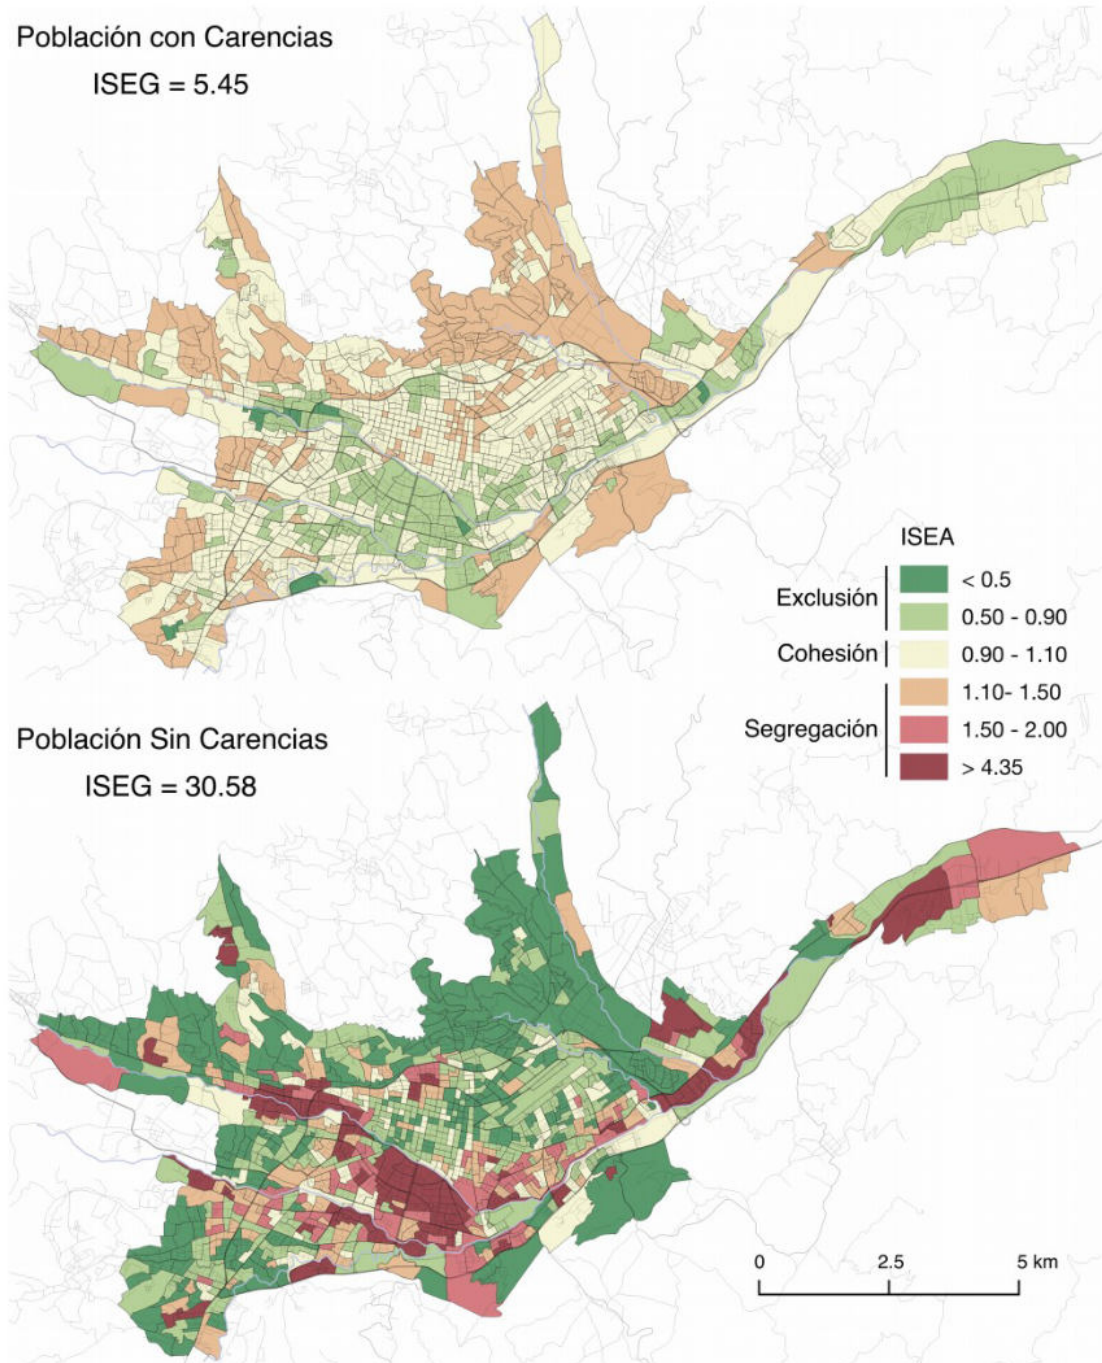 Población con Carencias
ISEG = 5.45
ISEA
Exclusión
< 0.5
0.50 - 0.90
Cohesión
0.90 - 1.10
Segregación
1.10- 1.50
1.50 - 2.00
> 4.35
Población Sin Carencias
ISEG = 30.58
0 2.5 5 km